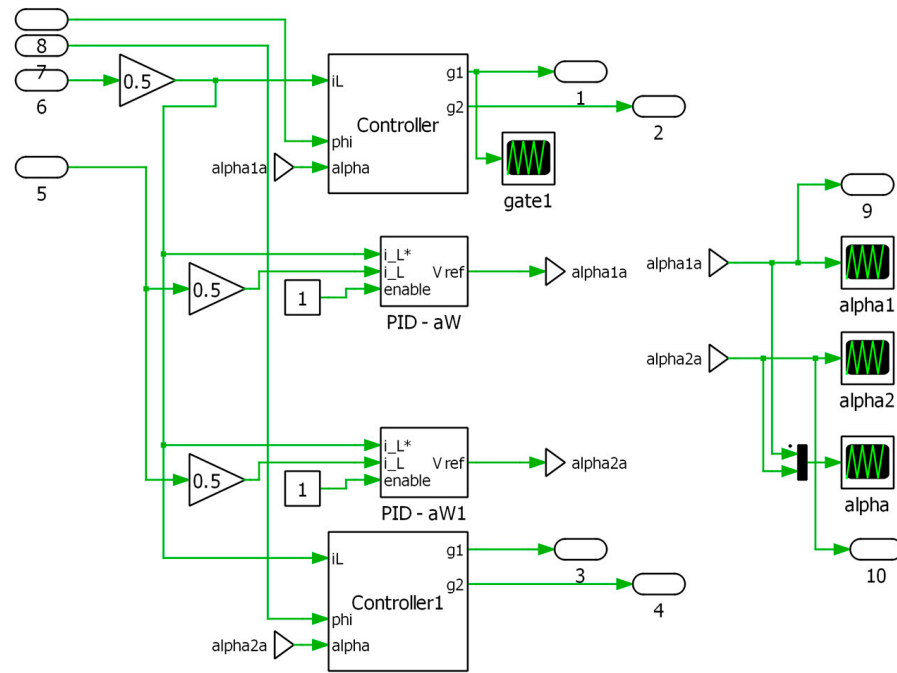 8
7
6
0.5
iL
phi
alpha
Controller
g1
g2
1
2
alpha1a
gate1
5
9
0.5
1
i_L*
i_L
enable
V ref
PID - aW
alpha1a
alpha1a
alpha1
alpha2a
alpha2
0.5
1
i_L*
i_L
enable
V ref
PID - aW1
alpha2a
alpha
iL
phi
alpha
Controller1
g1
g2
3
4
10
alpha2a